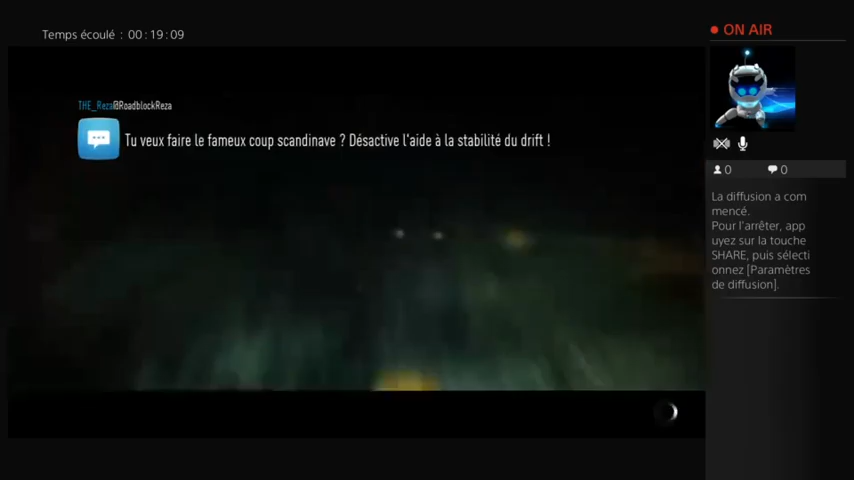 Temps écoulé : 00:19:09
● ON AIR
THE_Reza@RoadblockReza
Tu veux faire le fameux coup scandinave ? Désactive l'aide à la stabilité du drift !
0 0
La diffusion a com
mencé.
Pour l'arrêter, app
uyez sur la touche
SHARE, puis sélecti
onnez [Paramètres
de diffusion].